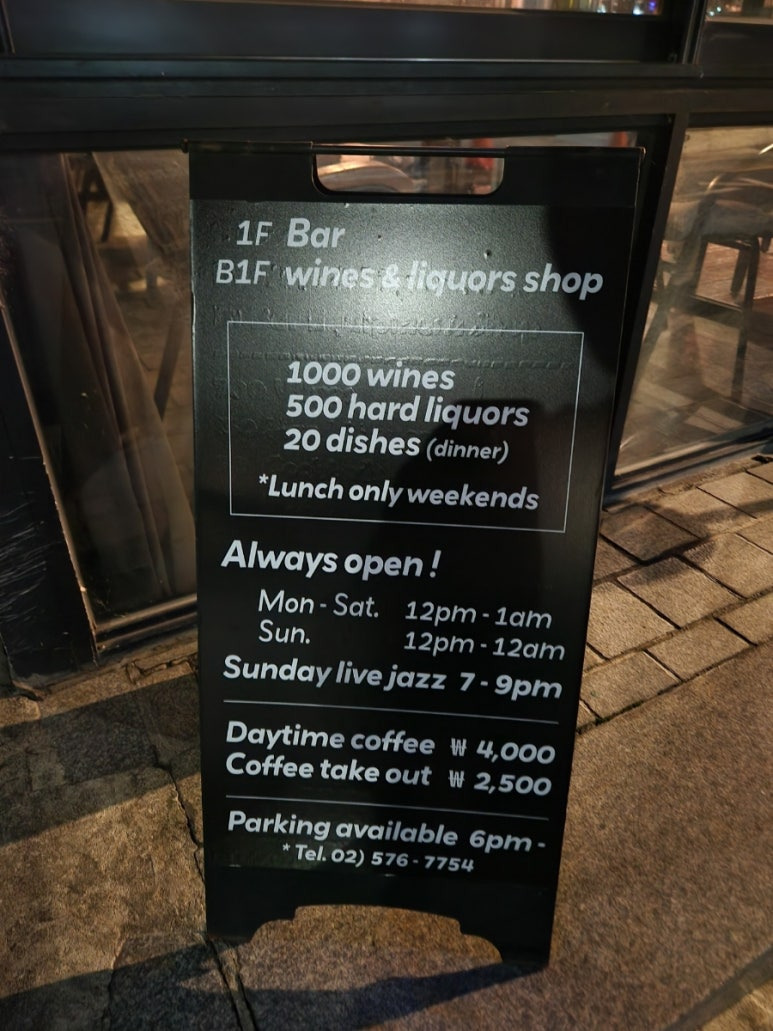 1F Bar
B1F wines & liquors shop
1000 wines
500 hard liquors
20 dishes (dinner)
*Lunch only weekends
Always open!
Mon - Sat. 12pm - 1am
Sun. 12pm - 12am
Sunday live jazz 7 - 9pm
Daytime coffee ₩ 4,000
Coffee take out ₩ 2,500
Parking available 6pm -
* Tel. 02) 576 - 7754